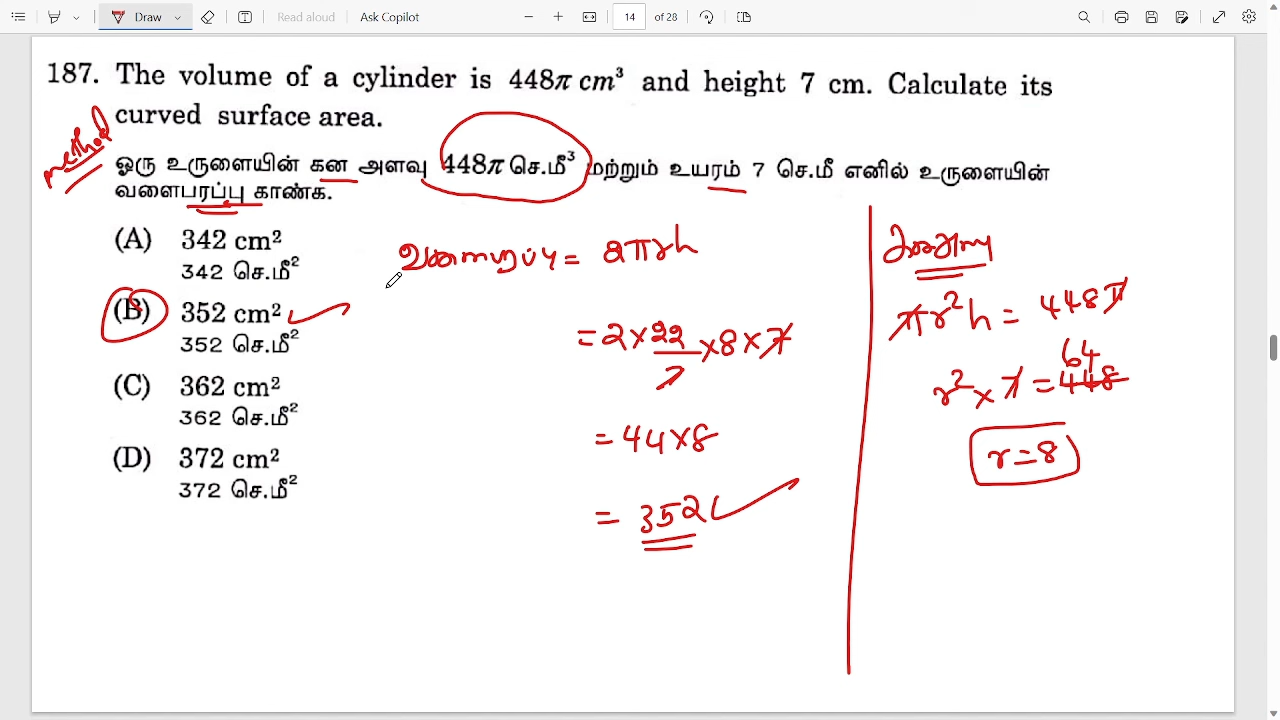 Draw
Read aloud
Ask Copilot
14 of 28
187. The volume of a cylinder is 448π cm³ and height 7 cm. Calculate its
curved surface area.
method
ஓரு உருளையின் கன அளவு 448π செ.மீ³ மற்றும் உயரம் 7 செ.மீ எனில் உருளையின்
வளைபரப்பு காண்க.
(A) 342 cm²
342 செ.மீ²
(B) 352 cm²
352 செ.மீ²
(C) 362 cm²
362 செ.மீ²
(D) 372 cm²
372 செ.மீ²
= 2πrh
= 2 × 22/7 × 8 × 7
= 44 × 8
= 352
πr²h = 448π
64
r² × 7 = 448
r = 8